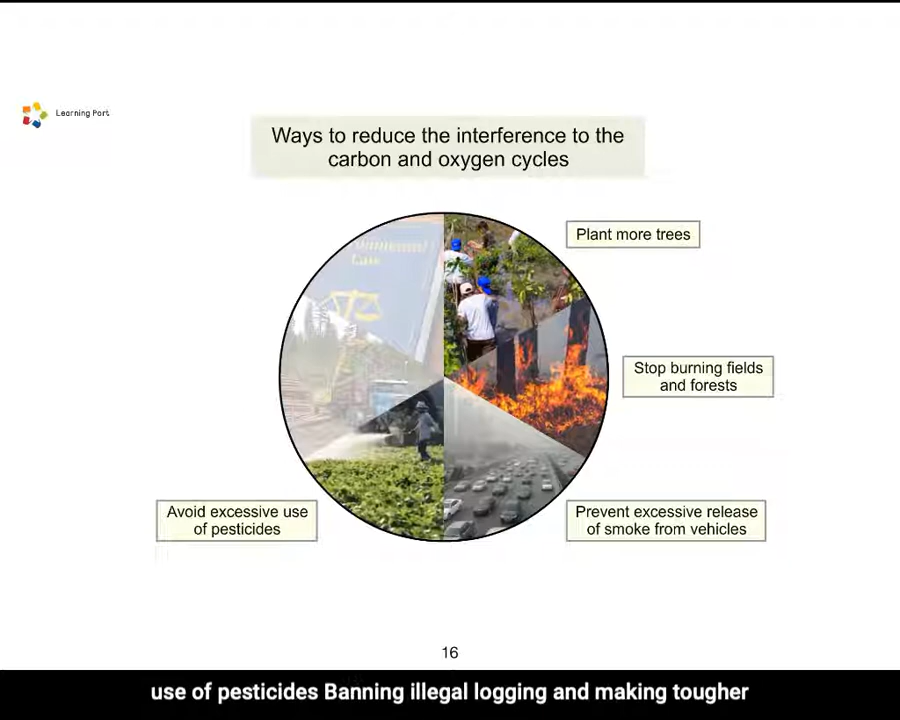 Learning Port
Ways to reduce the interference to the
carbon and oxygen cycles
Plant more trees
Stop burning fields
and forests
Avoid excessive use
of pesticides
Prevent excessive release
of smoke from vehicles
16
use of pesticides Banning illegal logging and making tougher